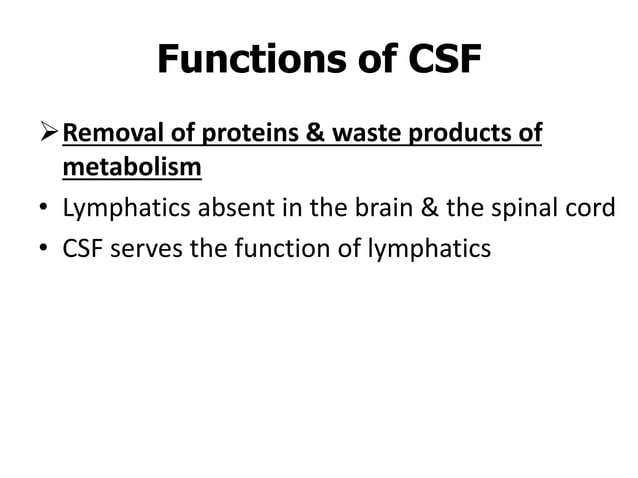 Functions of CSF
➢Removal of proteins & waste products of
metabolism
• Lymphatics absent in the brain & the spinal cord
• CSF serves the function of lymphatics